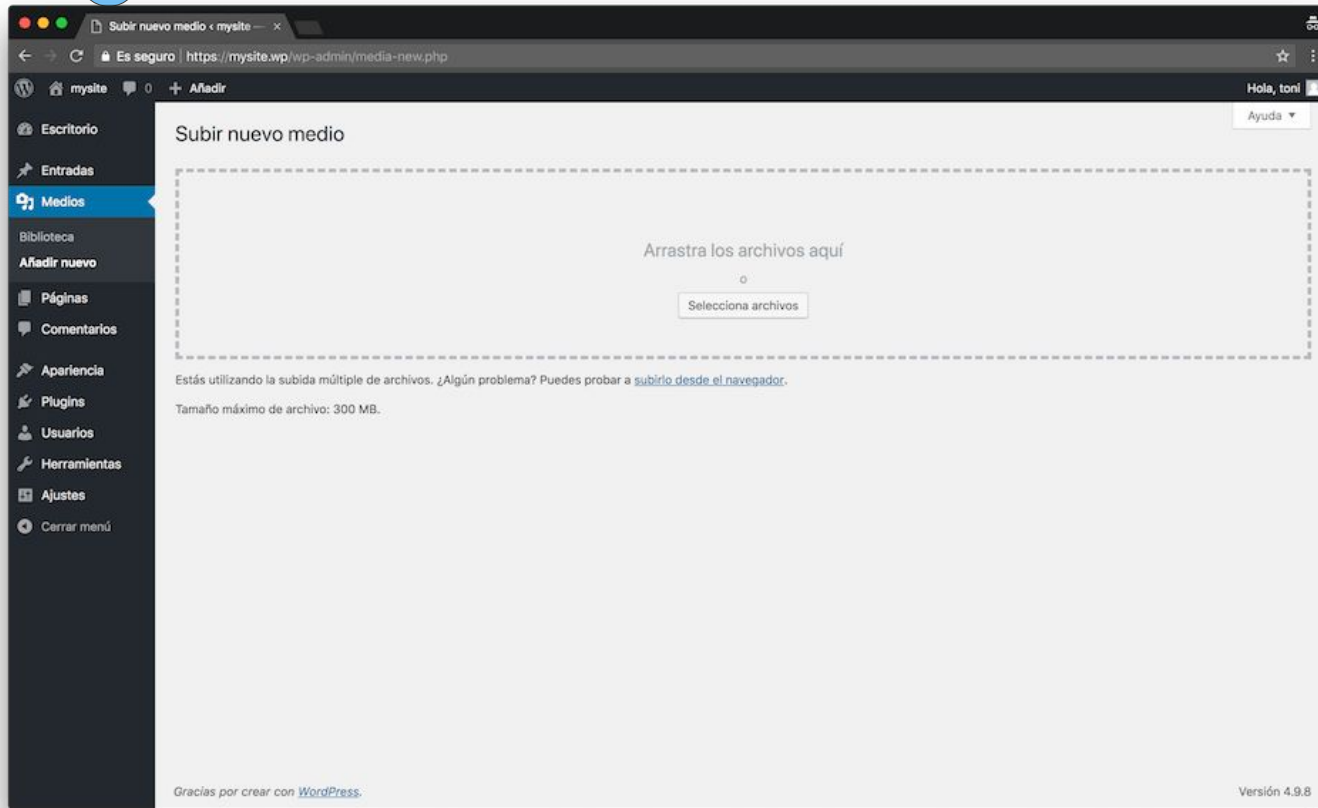 Subir nuevo medio ‹ mysite —
Es seguro | https://mysite.wp/wp-admin/media-new.php
mysite 0 + Añadir Hola, toni
Ayuda
Escritorio
Entradas
Medios
Biblioteca
Añadir nuevo
Páginas
Comentarios
Apariencia
Plugins
Usuarios
Herramientas
Ajustes
Cerrar menú
Subir nuevo medio
Arrastra los archivos aquí
o
Selecciona archivos
Estás utilizando la subida múltiple de archivos. ¿Algún problema? Puedes probar a subirlo desde el navegador.
Tamaño máximo de archivo: 300 MB.
Gracias por crear con WordPress.
Versión 4.9.8